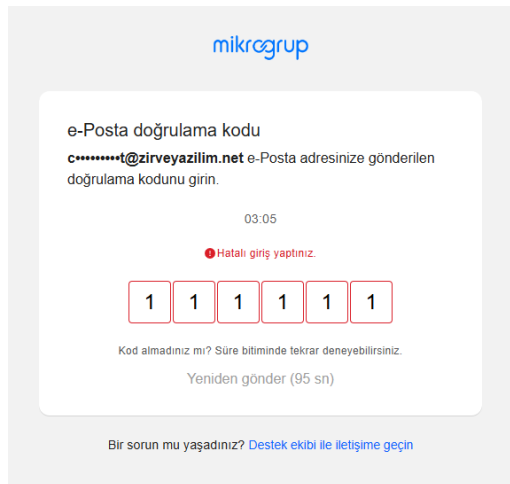 mikrogrup
e-Posta doğrulama kodu
c•••••••••t@zirveyazilim.net e-Posta adresinize gönderilen
doğrulama kodunu girin.
03:05
Hatalı giriş yaptınız.
1 1 1 1 1 1
Kod almadınız mı? Süre bitiminde tekrar deneyebilirsiniz.
Yeniden gönder (95 sn)
Bir sorun mu yaşadınız? Destek ekibi ile iletişime geçin